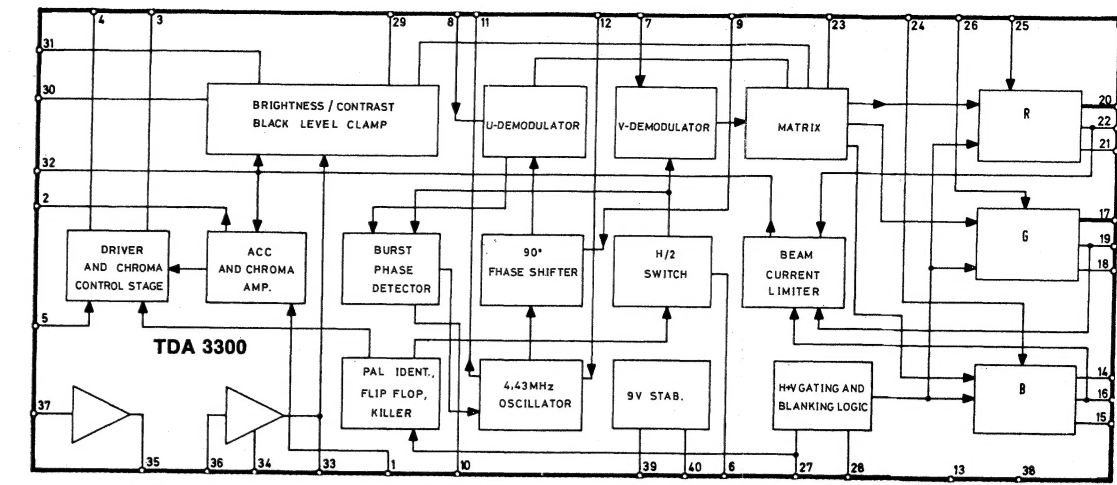 4 3 29 8 11 12 7 9 23 24 26 25
31
30
BRIGHTNESS / CONTRAST
BLACK LEVEL CLAMP
U-DEMODULATOR
V-DEMODULATOR
MATRIX
R
20
22
21
32
2
DRIVER
AND CHROMA
CONTROL STAGE
ACC
AND CHROMA
AMP.
BURST
PHASE
DETECTOR
90°
FHASE SHIFTER
H/2
SWITCH
BEAM
CURRENT
LIMITER
G
17
19
18
5
TDA 3300
PAL IDENT.,
FLIP FLOP,
KILLER
4,43MHz
OSCILLATOR
9V STAB.
H+V GATING AND
BLANKING LOGIC
B
14
16
15
37
35 36 34 33 1 10 39 40 6 27 28 13 38